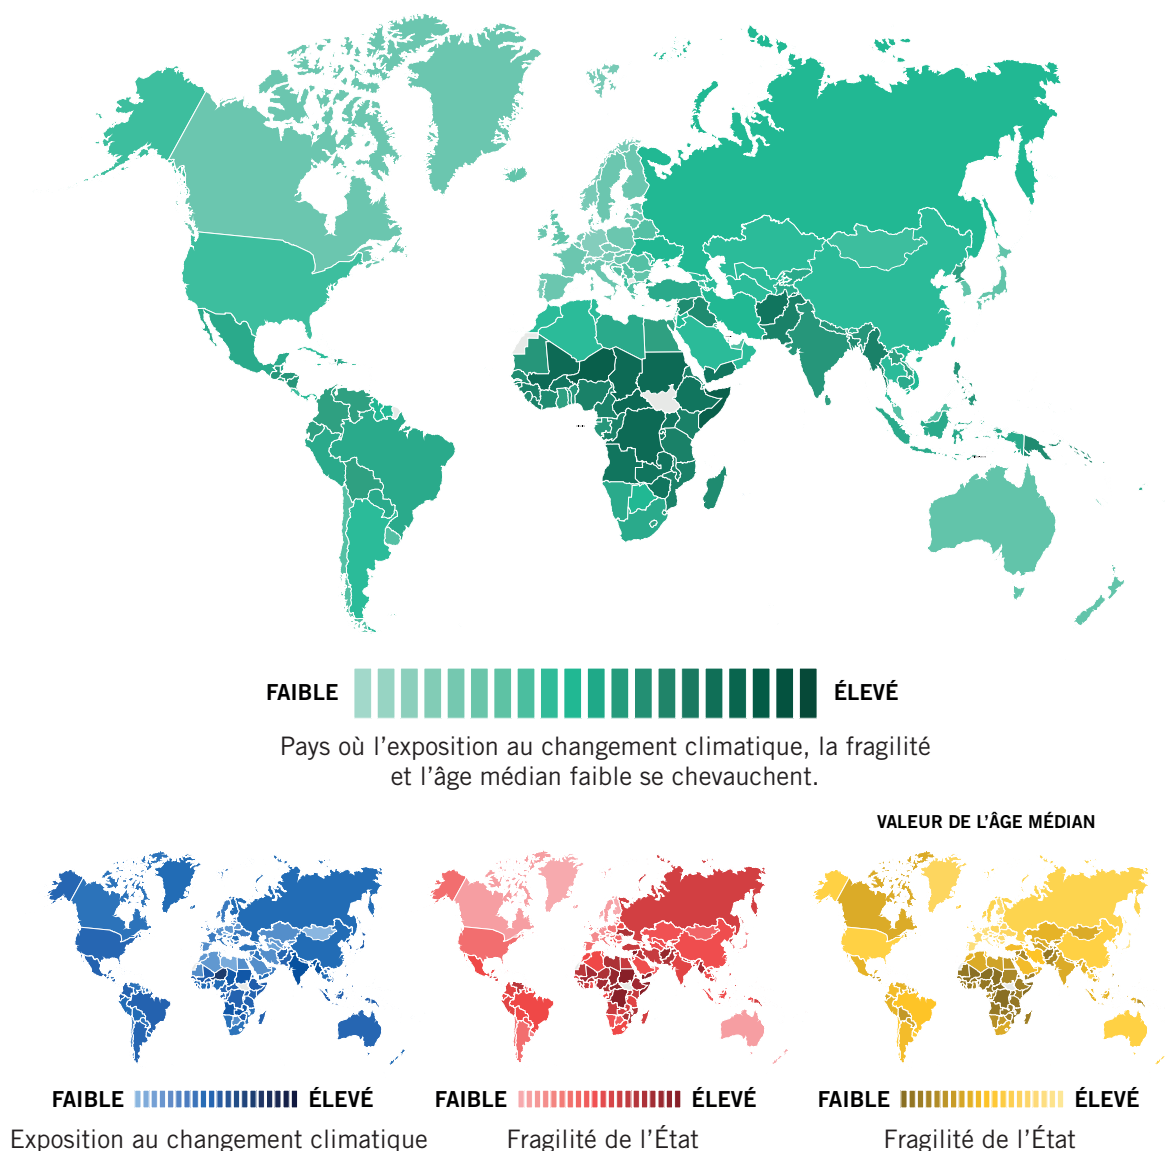 FAIBLE
ÉLEVÉ
Pays où l’exposition au changement climatique, la fragilité
et l’âge médian faible se chevauchent.
VALEUR DE L’ÂGE MÉDIAN
FAIBLE
ÉLEVÉ
FAIBLE
ÉLEVÉ
FAIBLE
ÉLEVÉ
Exposition au changement climatique
Fragilité de l’État
Fragilité de l’État